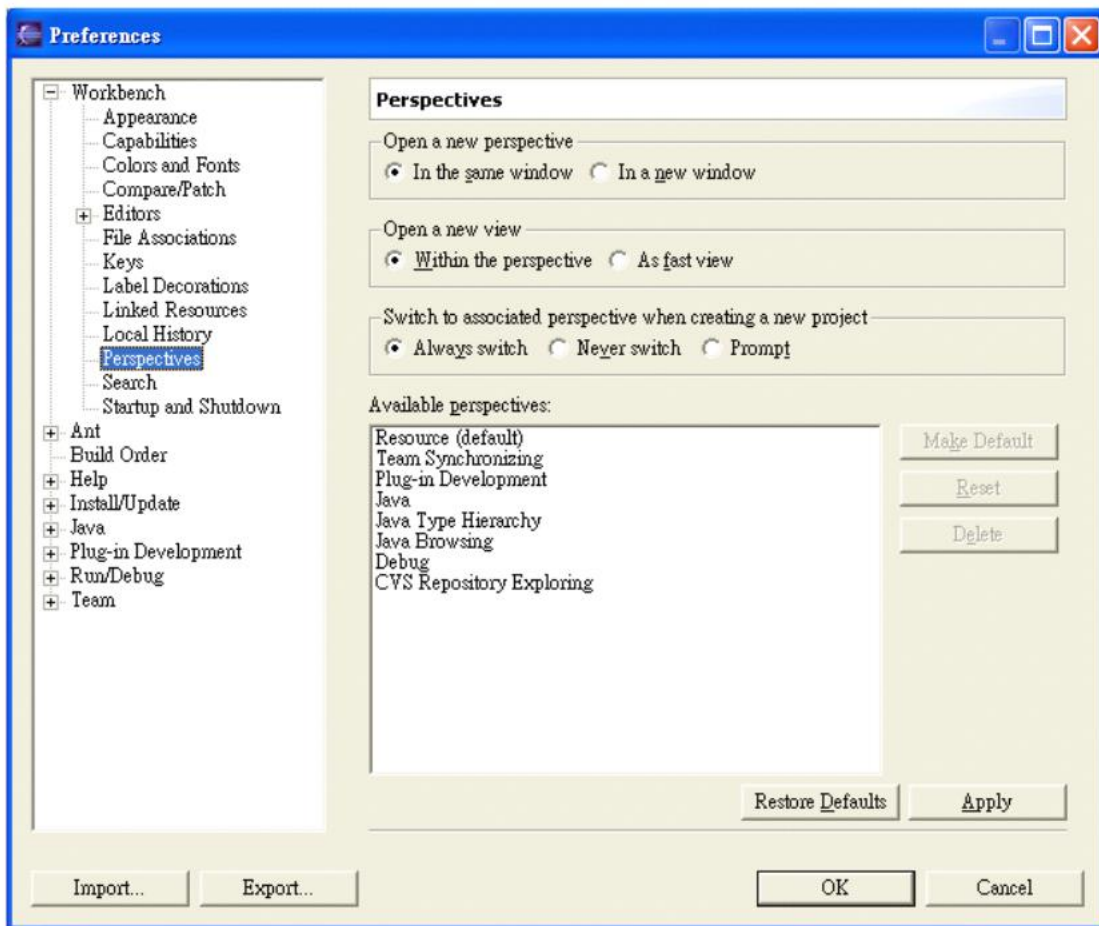 Preferences
Workbench
Appearance
Capabilities
Colors and Fonts
Compare/Patch
Editors
File Associations
Keys
Label Decorations
Linked Resources
Local History
Perspectives
Search
Startup and Shutdown
Ant
Build Order
Help
Install/Update
Java
Plug-in Development
Run/Debug
Team
Perspectives
Open a new perspective
In the same window In a new window
Open a new view
Within the perspective As fast view
Switch to associated perspective when creating a new project
Always switch Never switch Prompt
Available perspectives:
Resource (default)
Team Synchronizing
Plug-in Development
Java
Java Type Hierarchy
Java Browsing
Debug
CVS Repository Exploring
Make Default
Reset
Delete
Restore Defaults Apply
Import... Export... OK Cancel